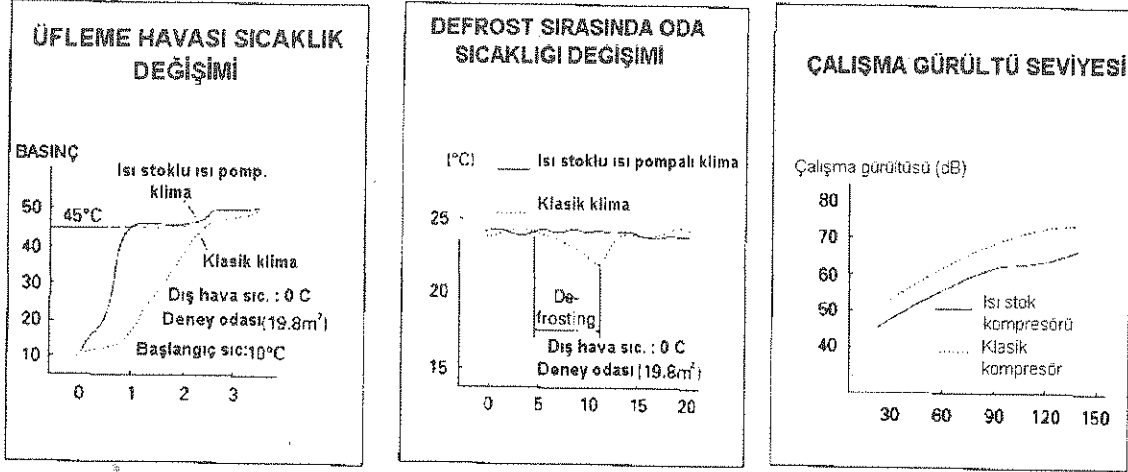 ÜFLEME HAVASI SICAKLIK
DEĞİŞİMİ
BASINÇ
Isı stoklu ısı pomp.
klima
50
45°C
40
Klasik klima
30
Dış hava sıc. : 0 C
20
Deney odası(19.8m²)
10
Başlangıç sıc:10°C
0 1 2 3
DEFROST SIRASINDA ODA
SICAKLIĞI DEĞİŞİMİ
(°C)
Isı stoklu ısı pompalı klima
Klasik klima
25
20
De-
frosting
Dış hava sıc. : 0 C
15
Deney odası (19.8m²)
0 5 10 15 20
ÇALIŞMA GÜRÜLTÜ SEVİYESİ
Çalışma gürültüsü (dB)
80
70
60
50
40
Isı stok
kompresörü
Klasik
kompresör
30 60 90 120 150